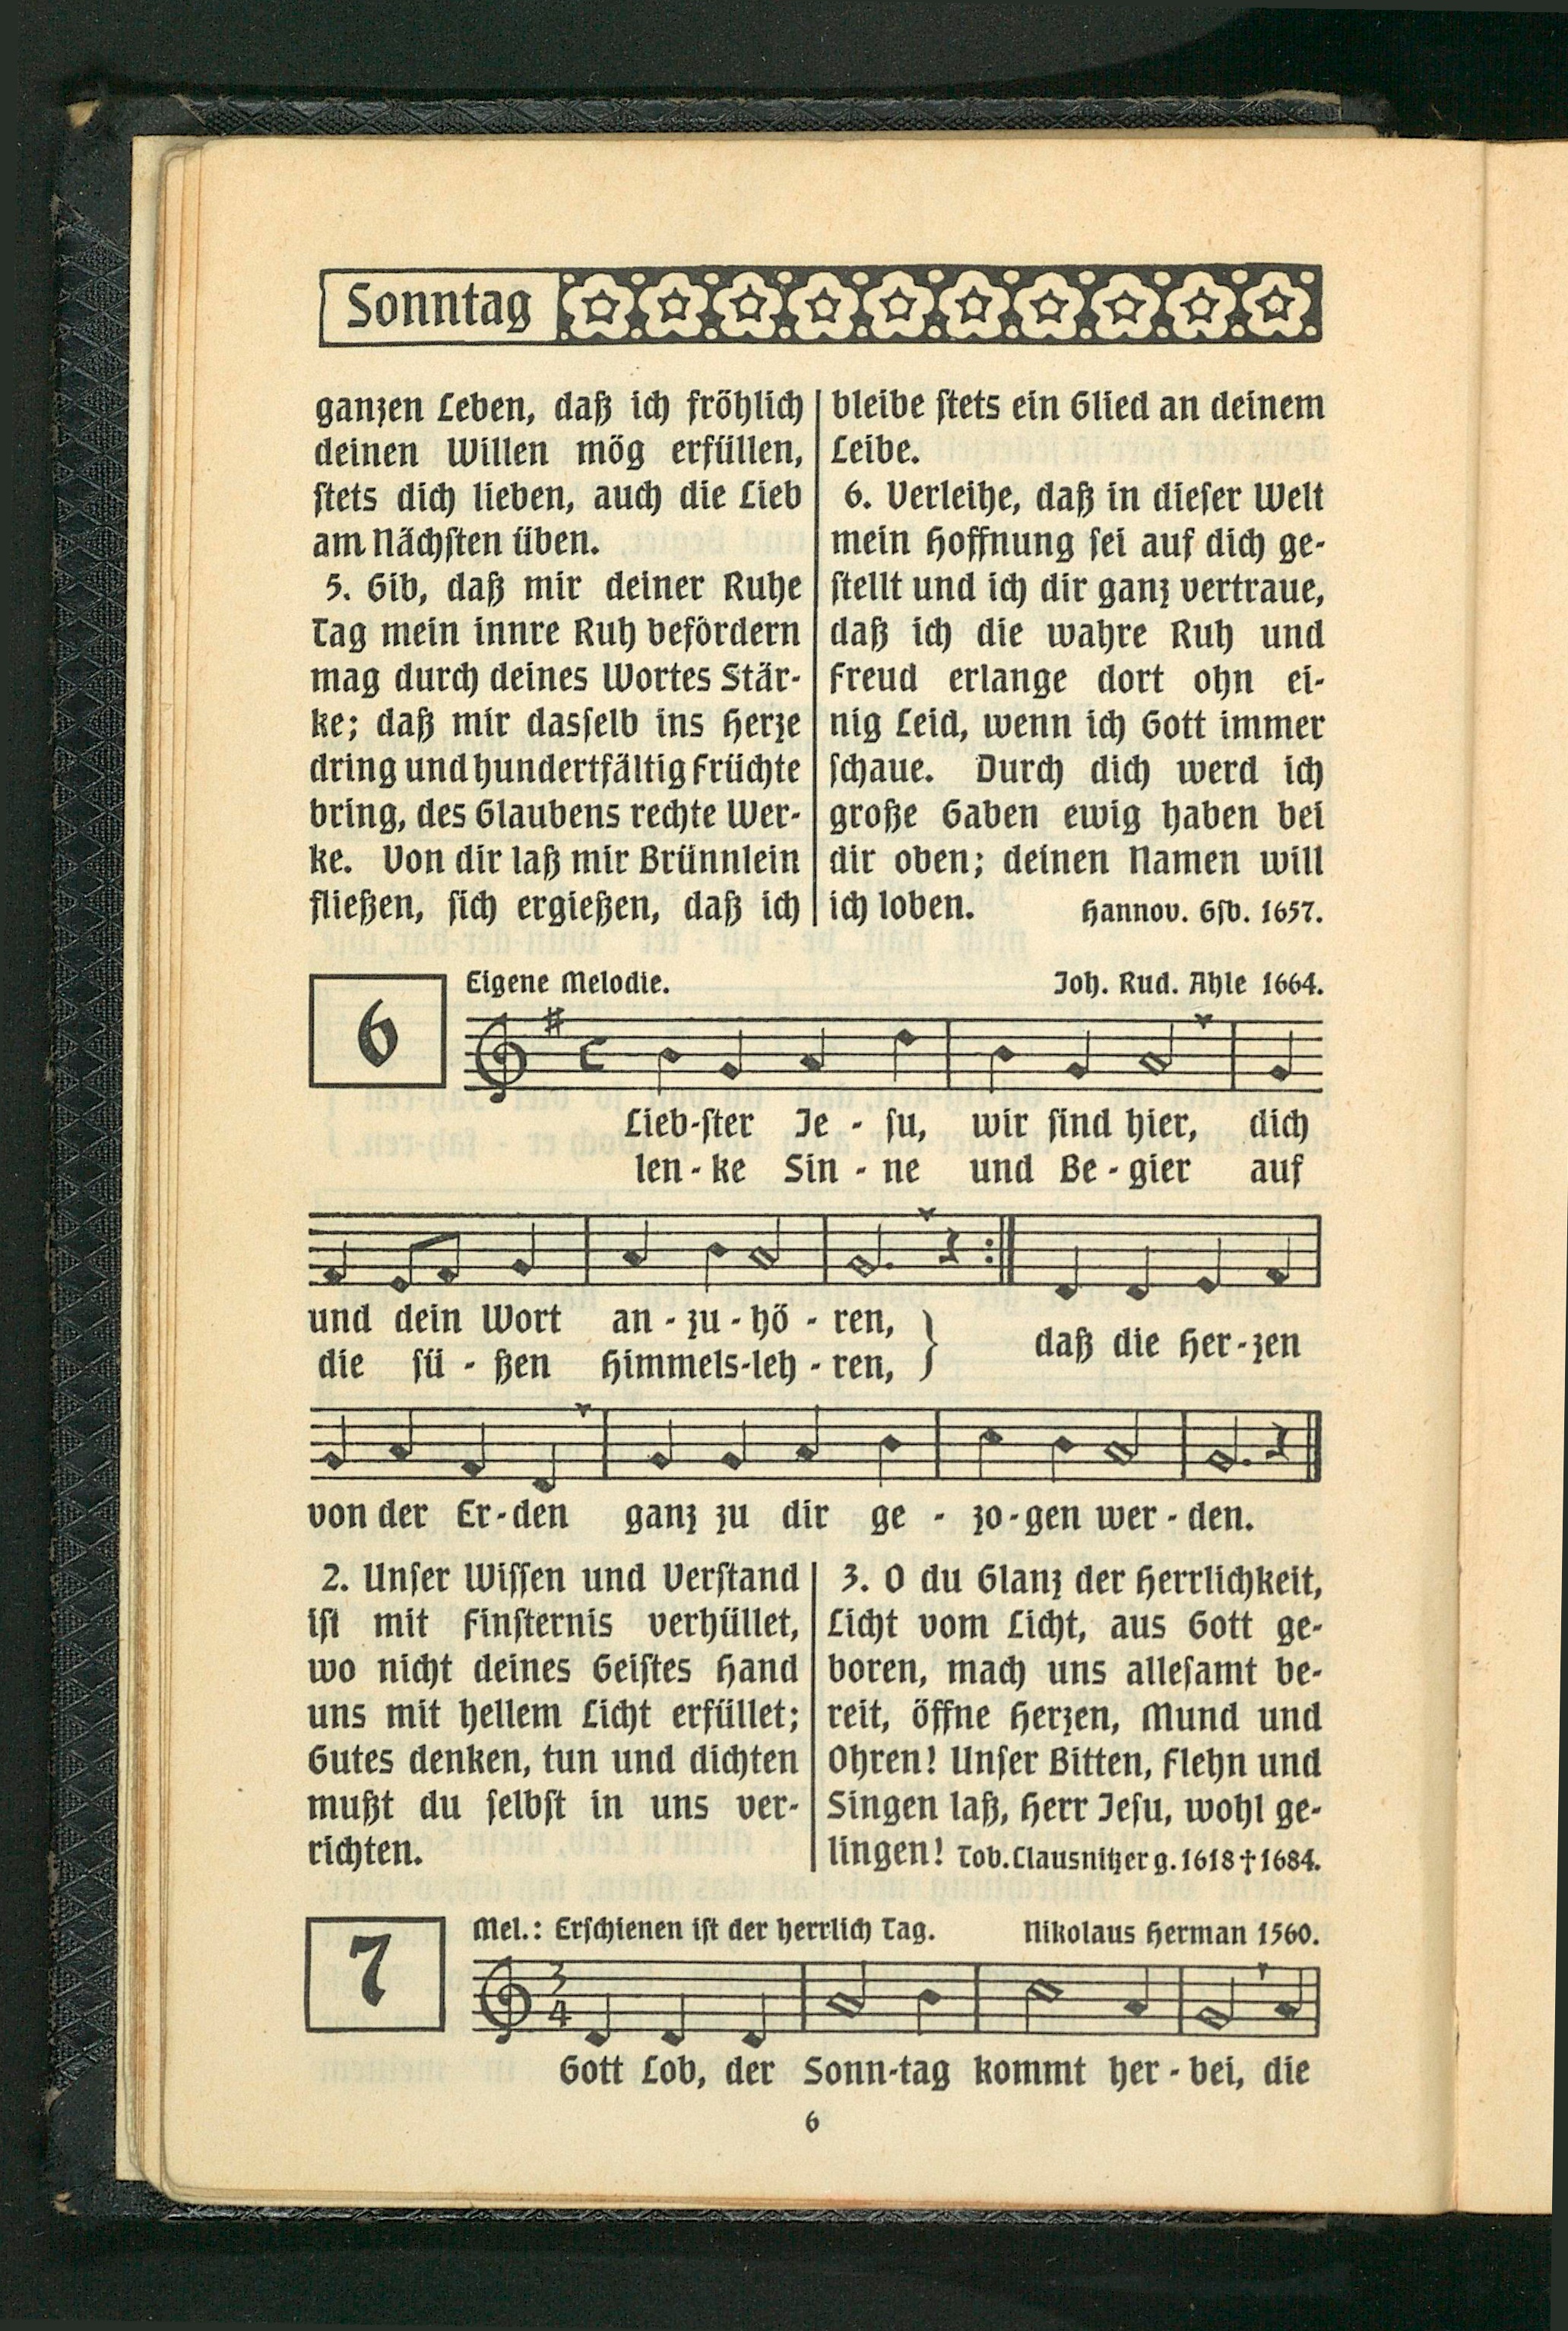 Sonntag
ganzen Leben, daß ich fröhlich
deinen Willen mög erfüllen,
ſtets dich lieben, auch die Lieb
am Nächſten üben.
5. Gib, daß mir deiner Ruhe
Tag mein innre Ruh befördern
mag durch deines Wortes Stär-
ke; daß mir dasſelb ins Herze
dring und hundertfältig Früchte
bring, des Glaubens rechte Wer-
ke. Von dir laß mir Brünnlein
fließen, ſich ergießen, daß ich
bleibe ſtets ein Glied an deinem
Leibe.
6. Verleihe, daß in dieſer Welt
mein Hoffnung ſei auf dich ge-
ſtellt und ich dir ganz vertraue,
daß ich die wahre Ruh und
Freud erlange dort ohn ei-
nig Leid, wenn ich Gott immer
ſchaue. Durch dich werd ich
große Gaben ewig haben bei
dir oben; deinen Namen will
ich loben. Hannov. Gſb. 1657.
6
Eigene Melodie. Joh. Rud. Ahle 1664.
Lieb-ſter Je - ſu, wir ſind hier, dich
len - ke Sin - ne und Be - gier auf
und dein Wort an - zu - hö - ren,
die ſü - ßen Himmels-leh - ren,
daß die Her-zen
von der Er-den ganz zu dir ge - zo-gen wer - den.
2. Unſer Wiſſen und Verſtand
iſt mit Finſternis verhüllet,
wo nicht deines Geiſtes Hand
uns mit hellem Licht erfüllet;
Gutes denken, tun und dichten
mußt du ſelbſt in uns ver-
richten.
3. O du Glanz der Herrlichkeit,
Licht vom Licht, aus Gott ge-
boren, mach uns alleſamt be-
reit, öffne Herzen, Mund und
Ohren! Unſer Bitten, Flehn und
Singen laß, Herr Jeſu, wohl ge-
lingen! Tob. Clausnitzer g. 1618 † 1684.
7
Mel.: Erſchienen iſt der herrlich Tag. Nikolaus Herman 1560.
3
4
Gott Lob, der Sonn-tag kommt her - bei, die
6